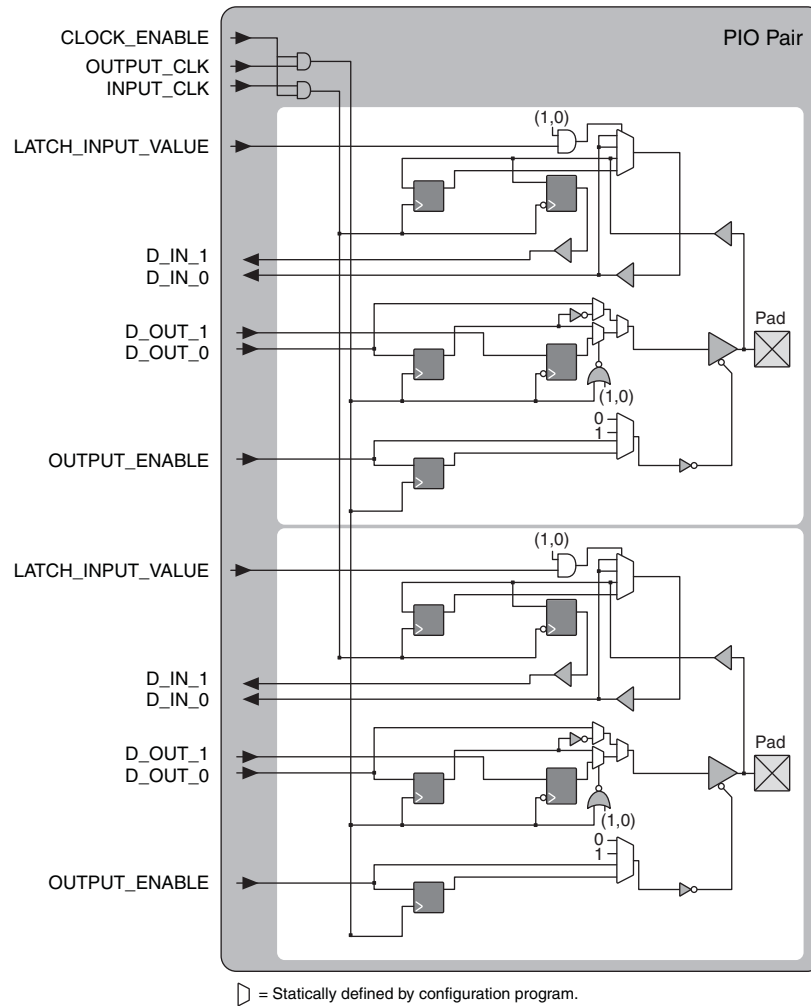 PIO Pair
CLOCK_ENABLE
OUTPUT_CLK
INPUT_CLK
(1,0)
LATCH_INPUT_VALUE
D_IN_1
D_IN_0
D_OUT_1
D_OUT_0
Pad
(1,0)
0
1
OUTPUT_ENABLE
(1,0)
LATCH_INPUT_VALUE
D_IN_1
D_IN_0
D_OUT_1
D_OUT_0
Pad
(1,0)
0
1
OUTPUT_ENABLE
= Statically defined by configuration program.